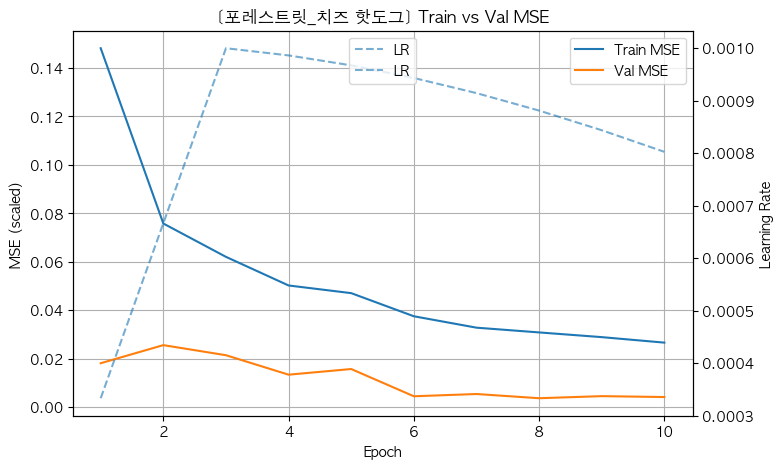 [포레스트릿_치즈 핫도그] Train vs Val MSE
LR
LR
Train MSE
Val MSE
MSE (scaled)
0.14
0.12
0.10
0.08
0.06
0.04
0.02
0.00
0.0010
0.0009
0.0008
0.0007
0.0006
0.0005
0.0004
0.0003
Learning Rate
2 4 6 8 10
Epoch